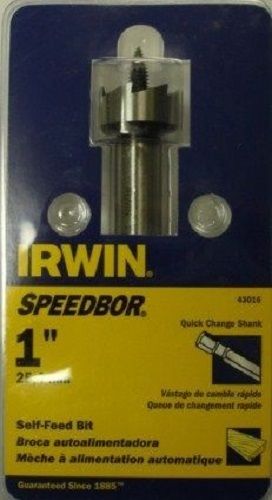 IRWIN®
SPEEDBOR®
43016
1"
Quick Change Shank
Vástago de cambio rápido
Queue de changement rapide
Self-Feed Bit
Broca autoalimentadora
Mèche à alimentation automatique
Guaranteed Since 1885™